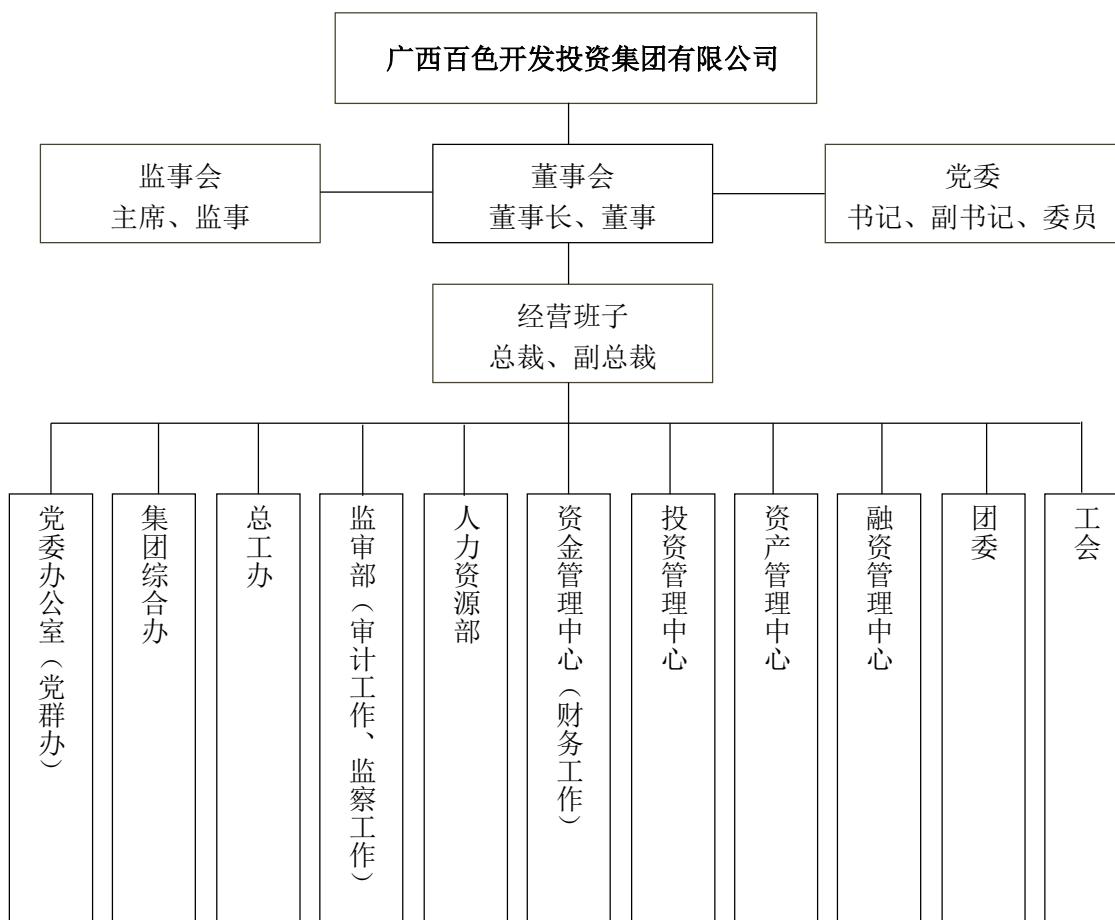 广西百色开发投资集团有限公司
监事会
主席、监事
董事会
董事长、董事
党委
书记、副书记、委员
经营班子
总裁、副总裁
党委办公室（党群办）
集团综合办
总工办
监审部（审计工作、监察工作）
人力资源部
资金管理中心（财务工作）
投资管理中心
资产管理中心
融资管理中心
团委
工会